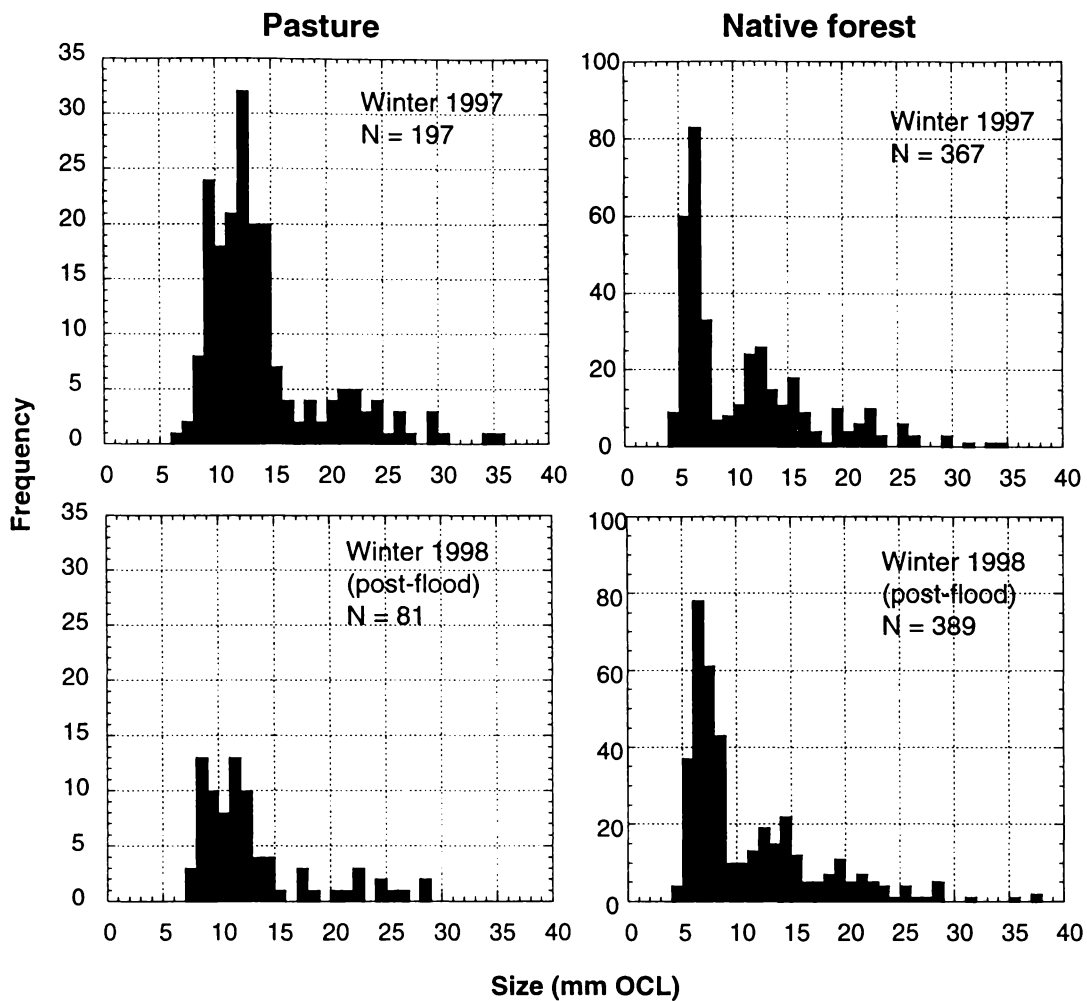 Pasture
Native forest
35
30
25
20
15
10
5
0
Winter 1997
N = 197
0 5 10 15 20 25 30 35 40
100
80
60
40
20
0
Winter 1997
N = 367
0 5 10 15 20 25 30 35 40
Frequency
35
30
25
20
15
10
5
0
Winter 1998
(post-flood)
N = 81
0 5 10 15 20 25 30 35 40
100
80
60
40
20
0
Winter 1998
(post-flood)
N = 389
0 5 10 15 20 25 30 35 40
Size (mm OCL)